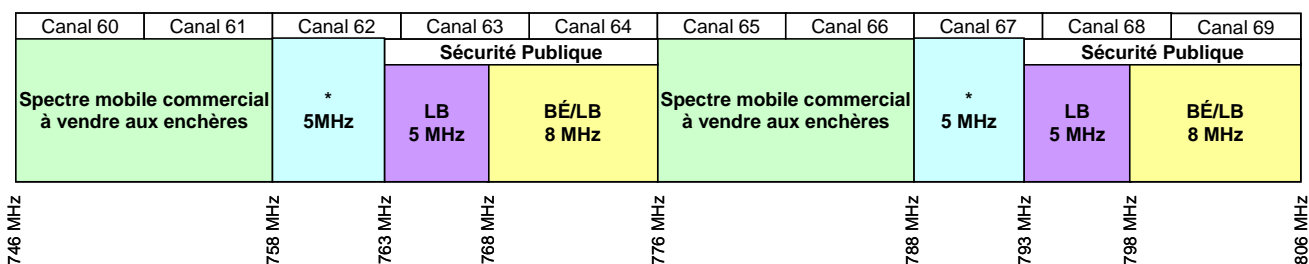 Canal 60 Canal 61 Canal 62 Canal 63 Canal 64 Canal 65 Canal 66 Canal 67 Canal 68 Canal 69
Sécurité Publique Sécurité Publique
Spectre mobile commercial
à vendre aux enchères
*
5MHz
LB
5 MHz
BÉ/LB
8 MHz
Spectre mobile commercial
à vendre aux enchères
*
5 MHz
LB
5 MHz
BÉ/LB
8 MHz
746 MHz
758 MHz
763 MHz
768 MHz
776 MHz
788 MHz
793 MHz
798 MHz
806 MHz